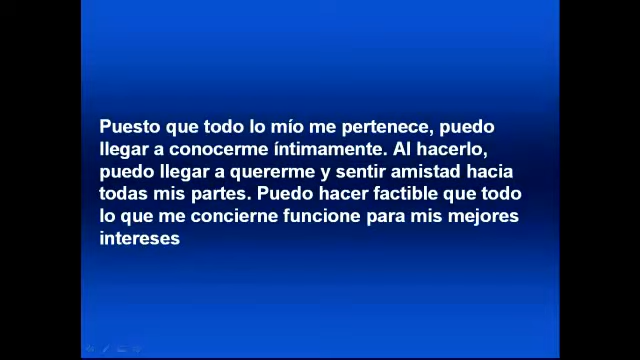 Puesto que todo lo mío me pertenece, puedo
llegar a conocerme íntimamente. Al hacerlo,
puedo llegar a quererme y sentir amistad hacia
todas mis partes. Puedo hacer factible que todo
lo que me concierne funcione para mis mejores
intereses